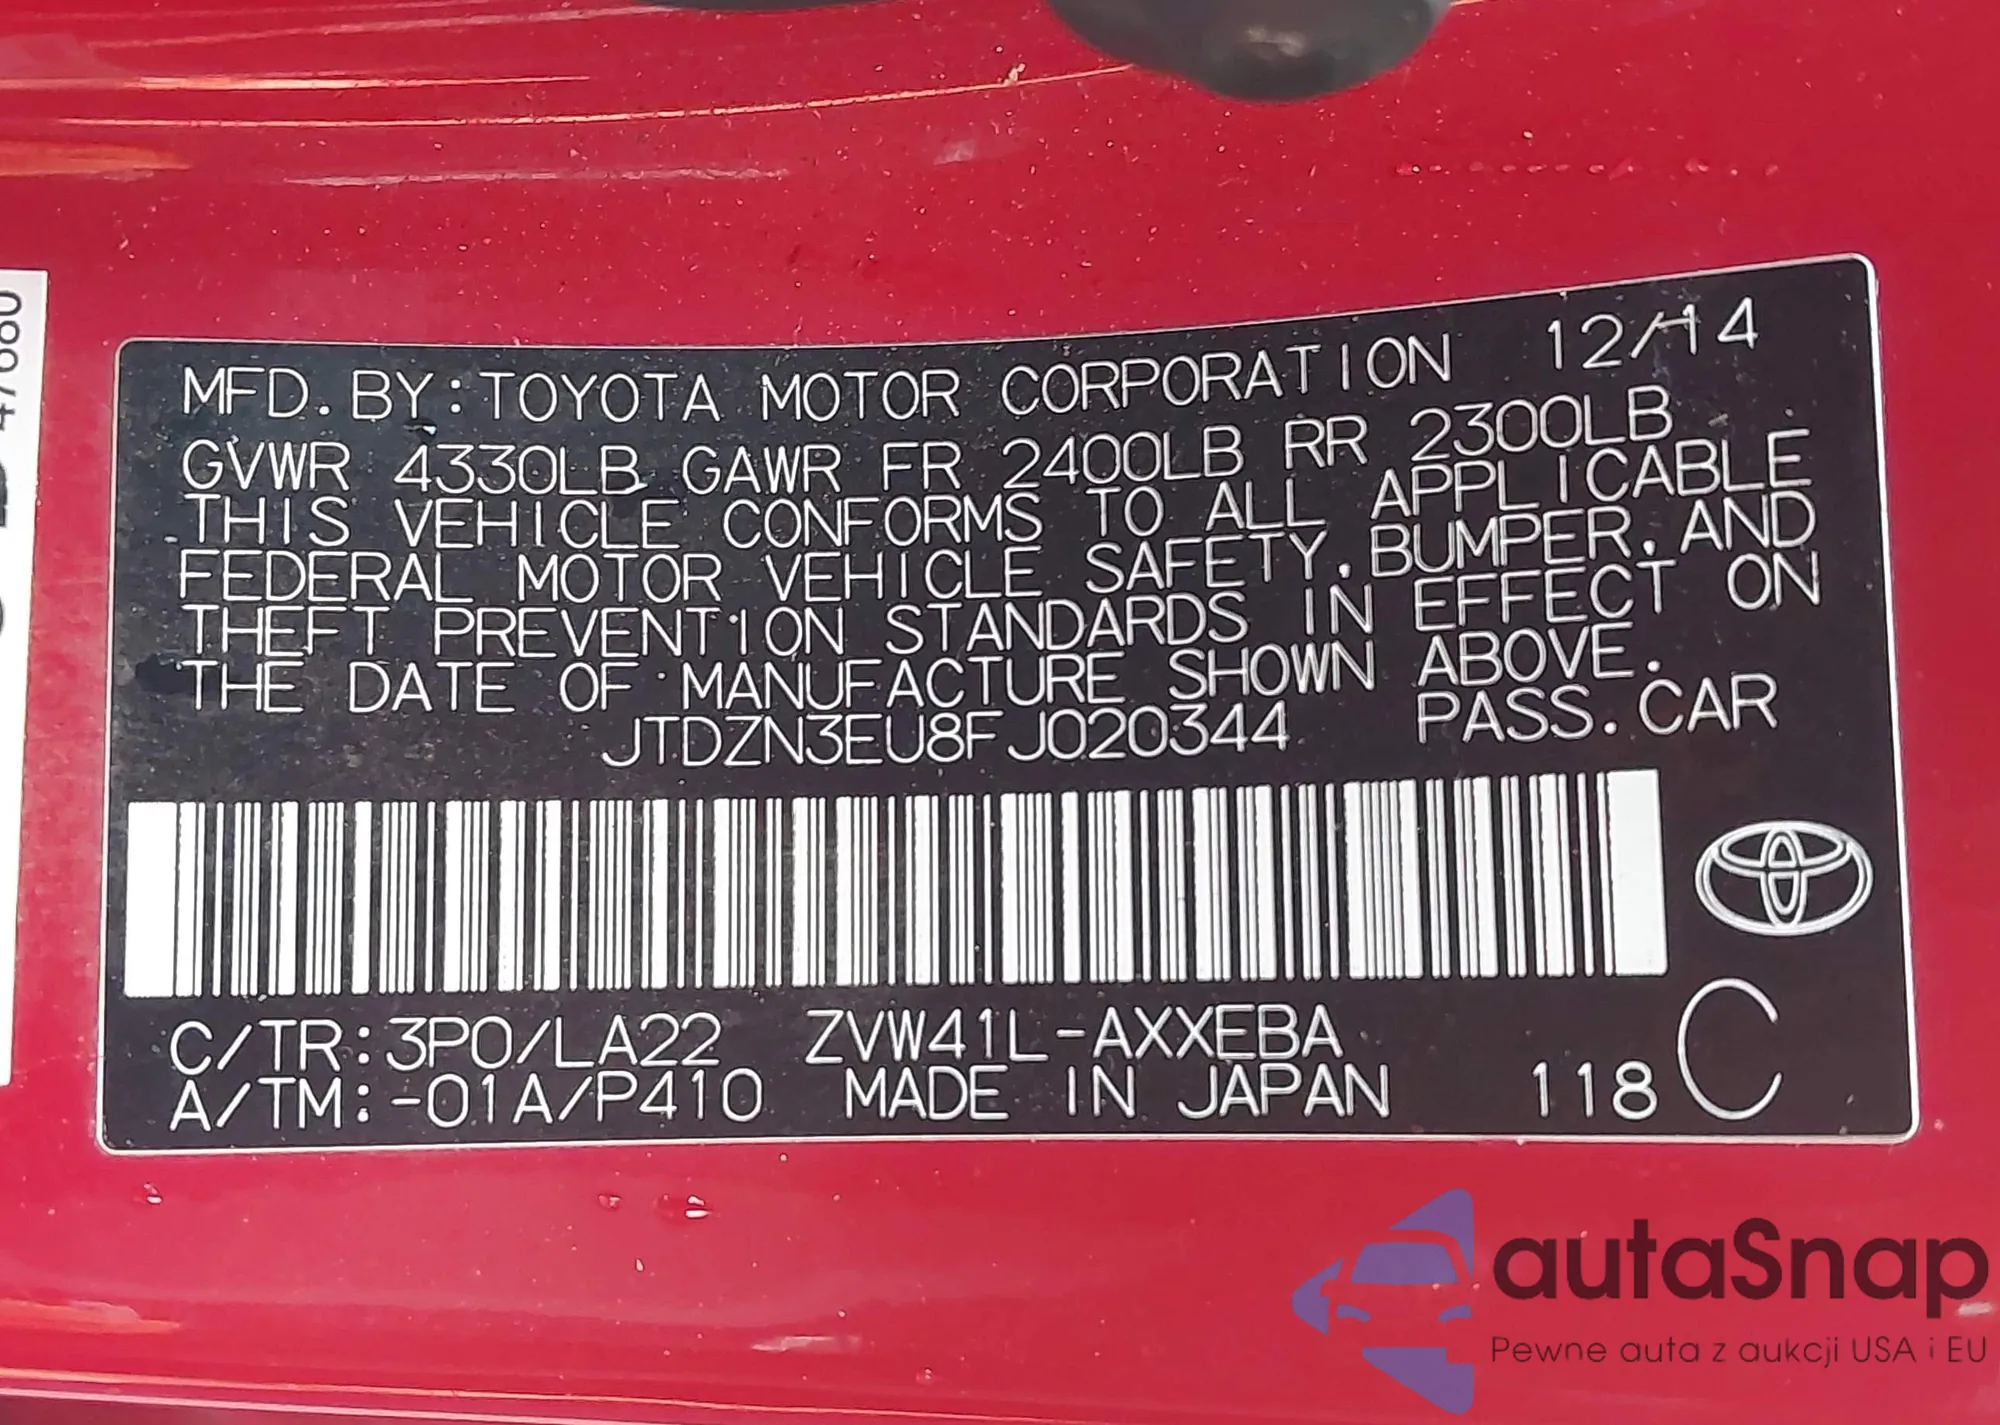 47660
MFD. BY: TOYOTA MOTOR CORPORATION 12/14
GVWR 4330LB GAWR FR 2400LB RR 2300LB
THIS VEHICLE CONFORMS TO ALL APPLICABLE
FEDERAL MOTOR VEHICLE SAFETY, BUMPER, AND
THEFT PREVENTION STANDARDS IN EFFECT ON
THE DATE OF MANUFACTURE SHOWN ABOVE.
JTDZN3EU8FJ020344 PASS. CAR
C/TR: 3P0/LA22 ZVW41L-AXXEBA
A/TM: -01A/P410 MADE IN JAPAN 118 C
autaSnap
Pewne auta z aukcji USA i EU